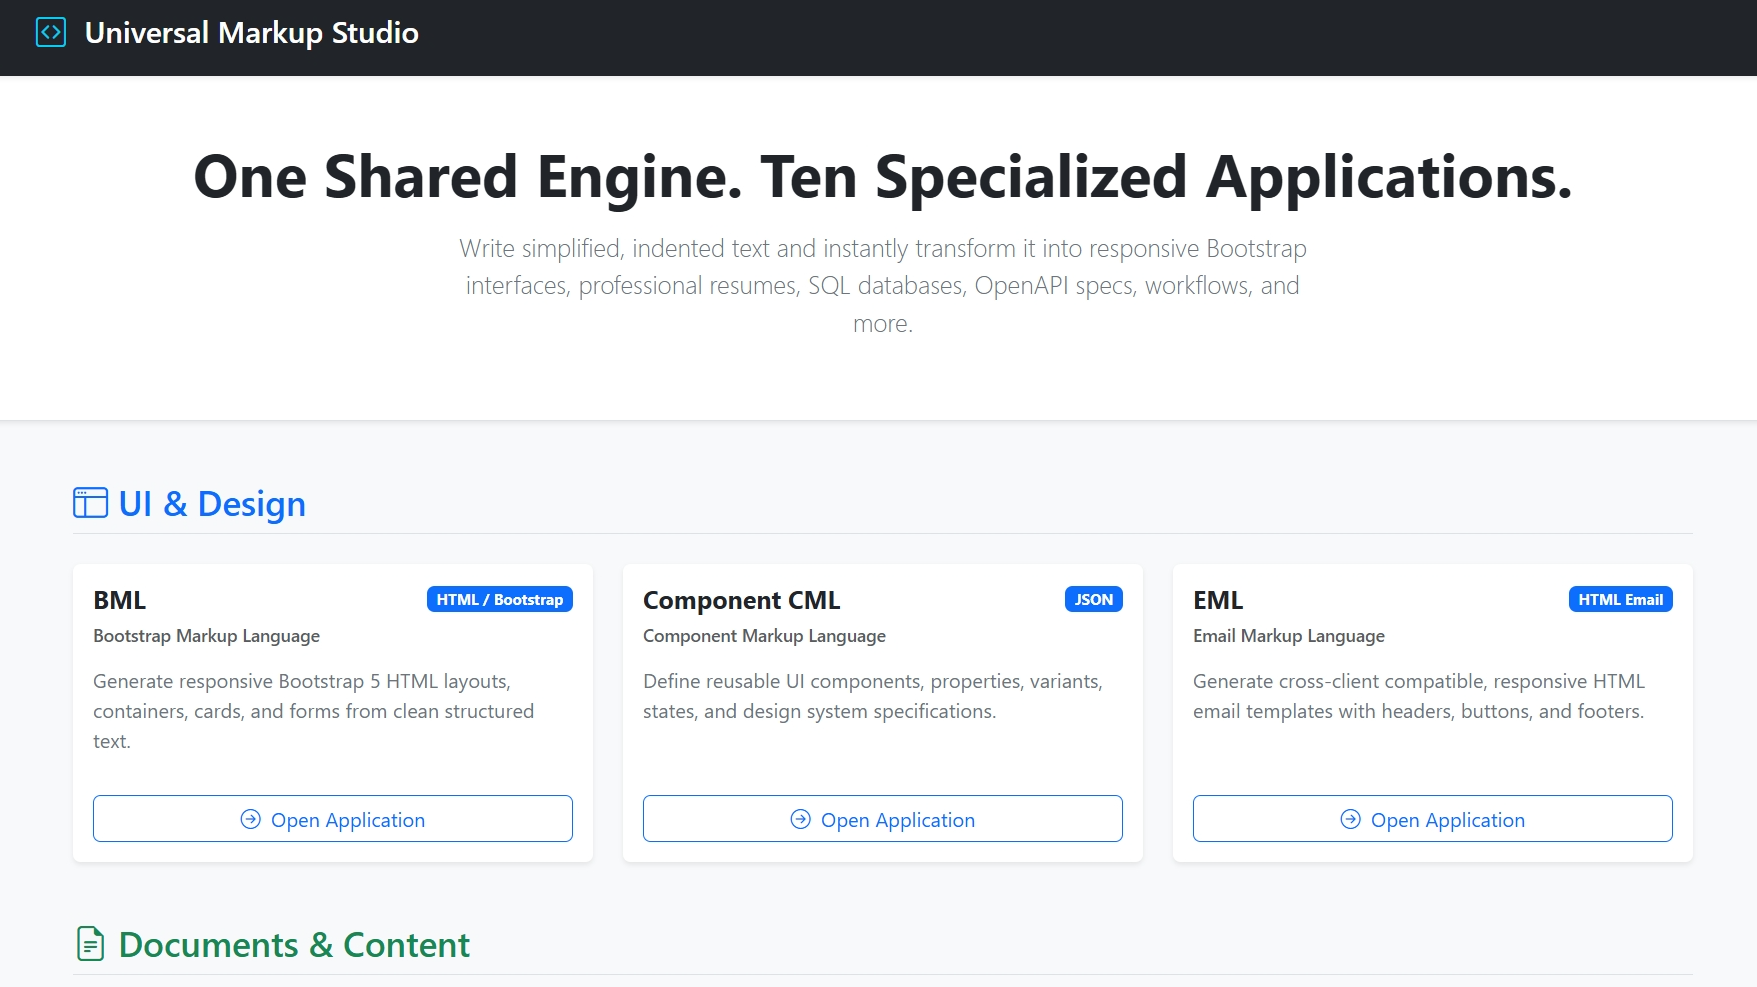 Universal Markup Studio
One Shared Engine. Ten Specialized Applications.
Write simplified, indented text and instantly transform it into responsive Bootstrap
interfaces, professional resumes, SQL databases, OpenAPI specs, workflows, and
more.
UI & Design
BML
HTML / Bootstrap
Bootstrap Markup Language
Generate responsive Bootstrap 5 HTML layouts,
containers, cards, and forms from clean structured
text.
Open Application
Component CML
JSON
Component Markup Language
Define reusable UI components, properties, variants,
states, and design system specifications.
Open Application
EML
HTML Email
Email Markup Language
Generate cross-client compatible, responsive HTML
email templates with headers, buttons, and footers.
Open Application
Documents & Content